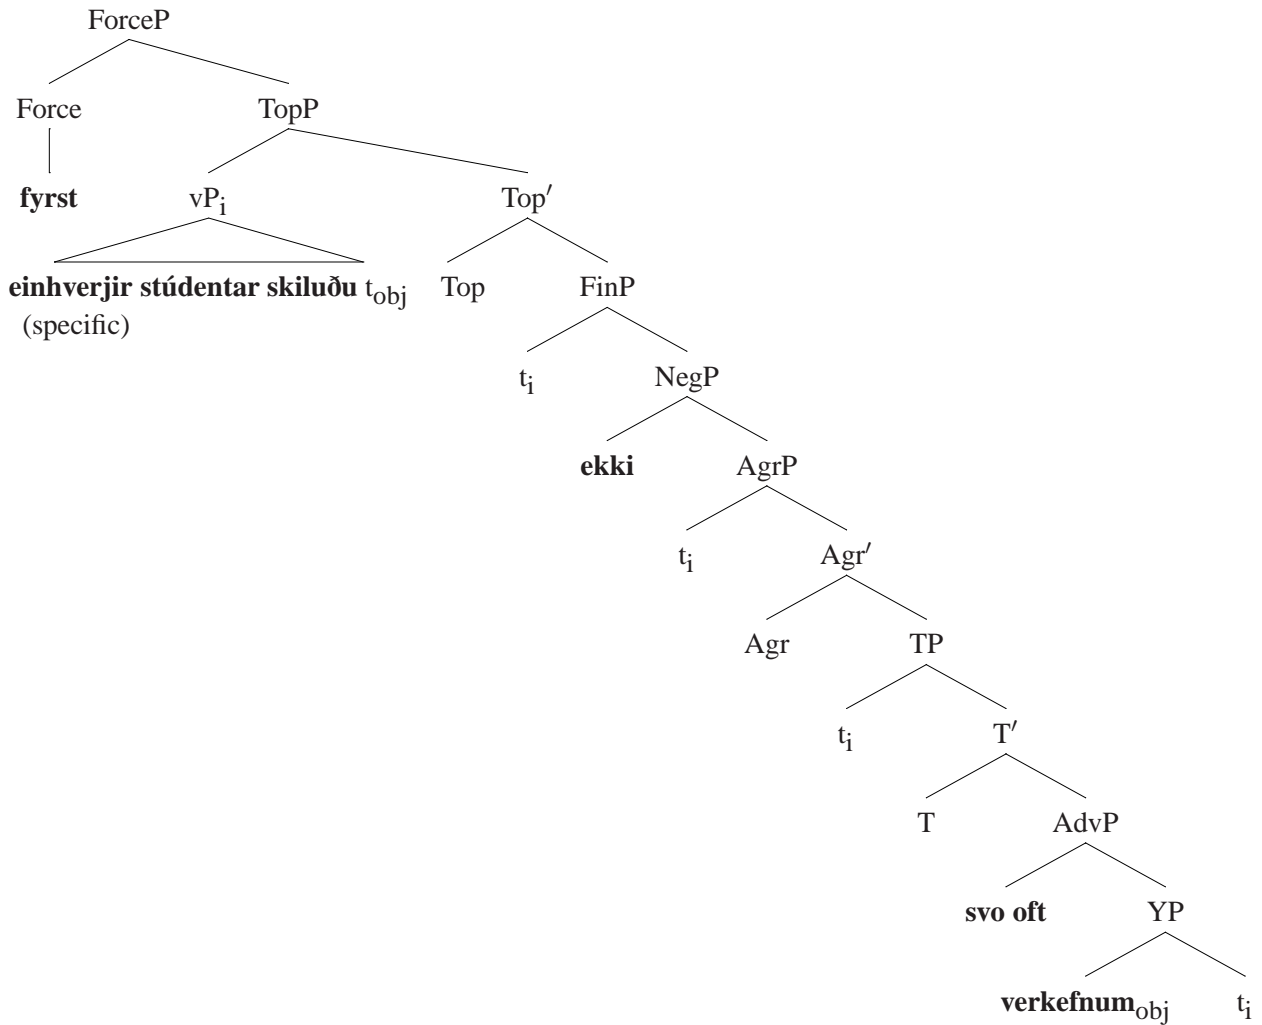 ForceP
Force TopP
fyrst vPi Top′
einhverjir stúdentar skiluðu tobj Top FinP
(specific)
ti NegP
ekki AgrP
ti Agr′
Agr TP
ti T′
T AdvP
svo oft YP
verkefnumobj ti